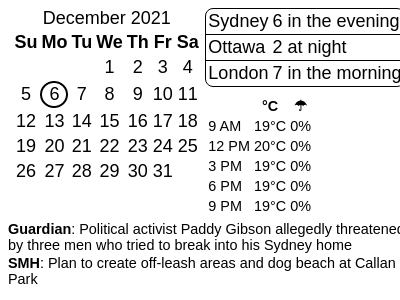 December 2021
Su Mo Tu We Th Fr Sa
1 2 3 4
5 6 7 8 9 10 11
12 13 14 15 16 17 18
19 20 21 22 23 24 25
26 27 28 29 30 31
Sydney 6 in the evening
Ottawa 2 at night
London 7 in the morning
°C ☂
9 AM 19°C 0%
12 PM 20°C 0%
3 PM 19°C 0%
6 PM 19°C 0%
9 PM 19°C 0%
Guardian: Political activist Paddy Gibson allegedly threatened
by three men who tried to break into his Sydney home
SMH: Plan to create off-leash areas and dog beach at Callan
Park